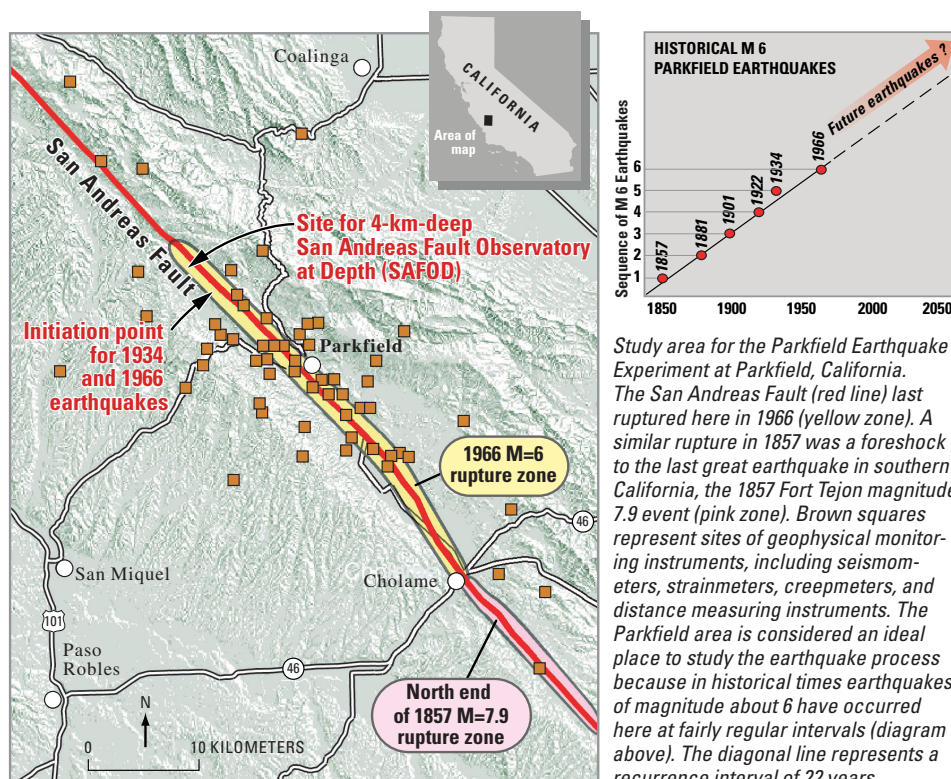 Coalinga
CALIFORNIA
Area of
map
San Andreas Fault
Site for 4-km-deep
San Andreas Fault Observatory
at Depth (SAFOD)
Initiation point
for 1934
and 1966
earthquakes
Parkfield
1966 M=6
rupture zone
46
San Miquel
Cholame
101
Paso
Robles
46
N
North end
of 1857 M=7.9
rupture zone
0 10 KILOMETERS
HISTORICAL M 6
PARKFIELD EARTHQUAKES
Future earthquakes ?
Sequence of M 6 Earthquakes
6
5
4
3
2
1
1857
1881
1901
1922
1934
1966
1850 1900 1950 2000 2050
Study area for the Parkfield Earthquake
Experiment at Parkfield, California.
The San Andreas Fault (red line) last
ruptured here in 1966 (yellow zone). A
similar rupture in 1857 was a foreshock
to the last great earthquake in southern
California, the 1857 Fort Tejon magnitude
7.9 event (pink zone). Brown squares
represent sites of geophysical monitor-
ing instruments, including seismom-
eters, strainmeters, creepmeters, and
distance measuring instruments. The
Parkfield area is considered an ideal
place to study the earthquake process
because in historical times earthquakes
of magnitude about 6 have occurred
here at fairly regular intervals (diagram
above). The diagonal line represents a
recurrence interval of 22 years